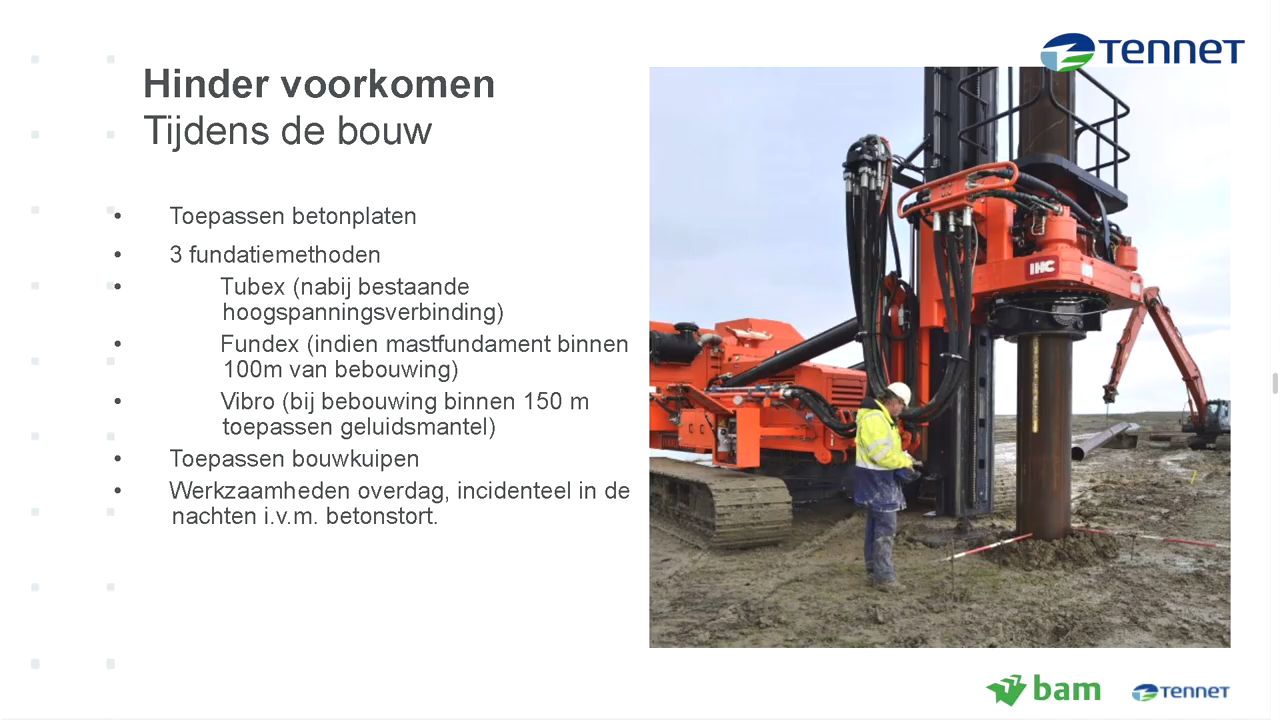 TenneT
Hinder voorkomen
Tijdens de bouw
• Toepassen betonplaten
• 3 fundatiemethoden
• Tubex (nabij bestaande
hoogspanningsverbinding)
• Fundex (indien mastfundament binnen
100m van bebouwing)
• Vibro (bij bebouwing binnen 150 m
toepassen geluidsmantel)
• Toepassen bouwkuipen
• Werkzaamheden overdag, incidenteel in de
nachten i.v.m. betonstort.
IHC
bam
TenneT